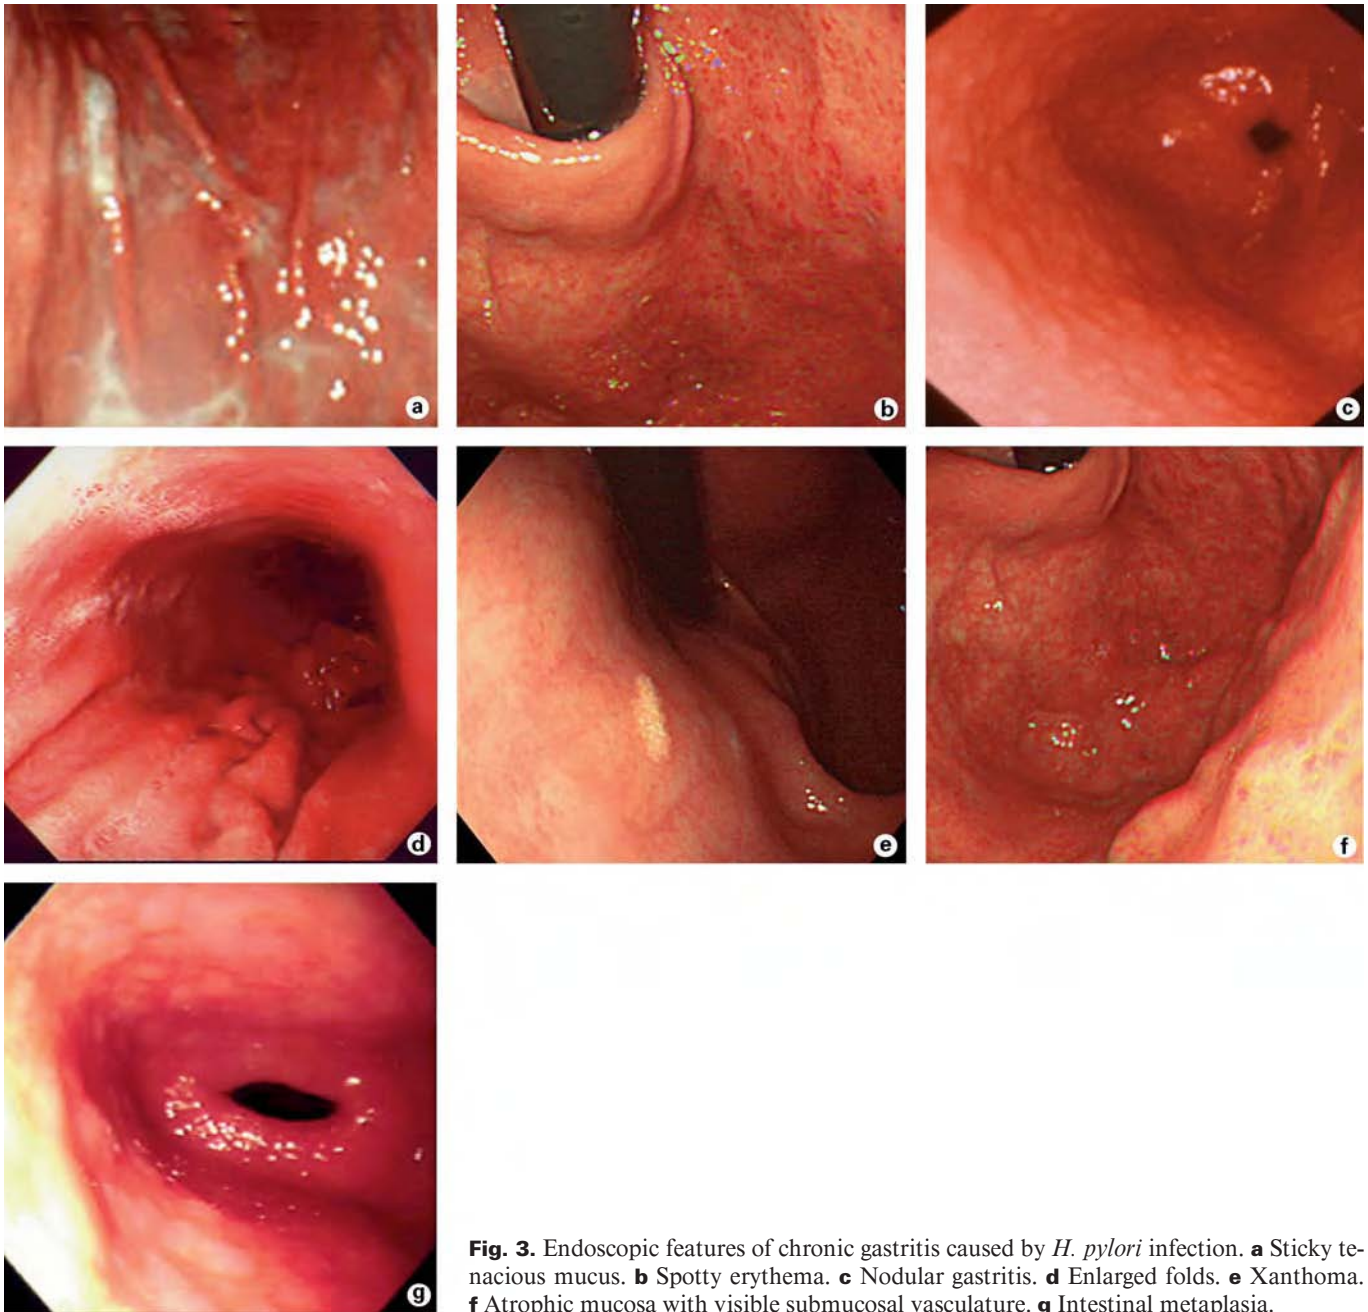 a
b
c
d
e
f
g
Fig. 3. Endoscopic features of chronic gastritis caused by H. pylori infection. a Sticky te-
nacious mucus. b Spotty erythema. c Nodular gastritis. d Enlarged folds. e Xanthoma.
f Atrophic mucosa with visible submucosal vasculature. g Intestinal metaplasia.